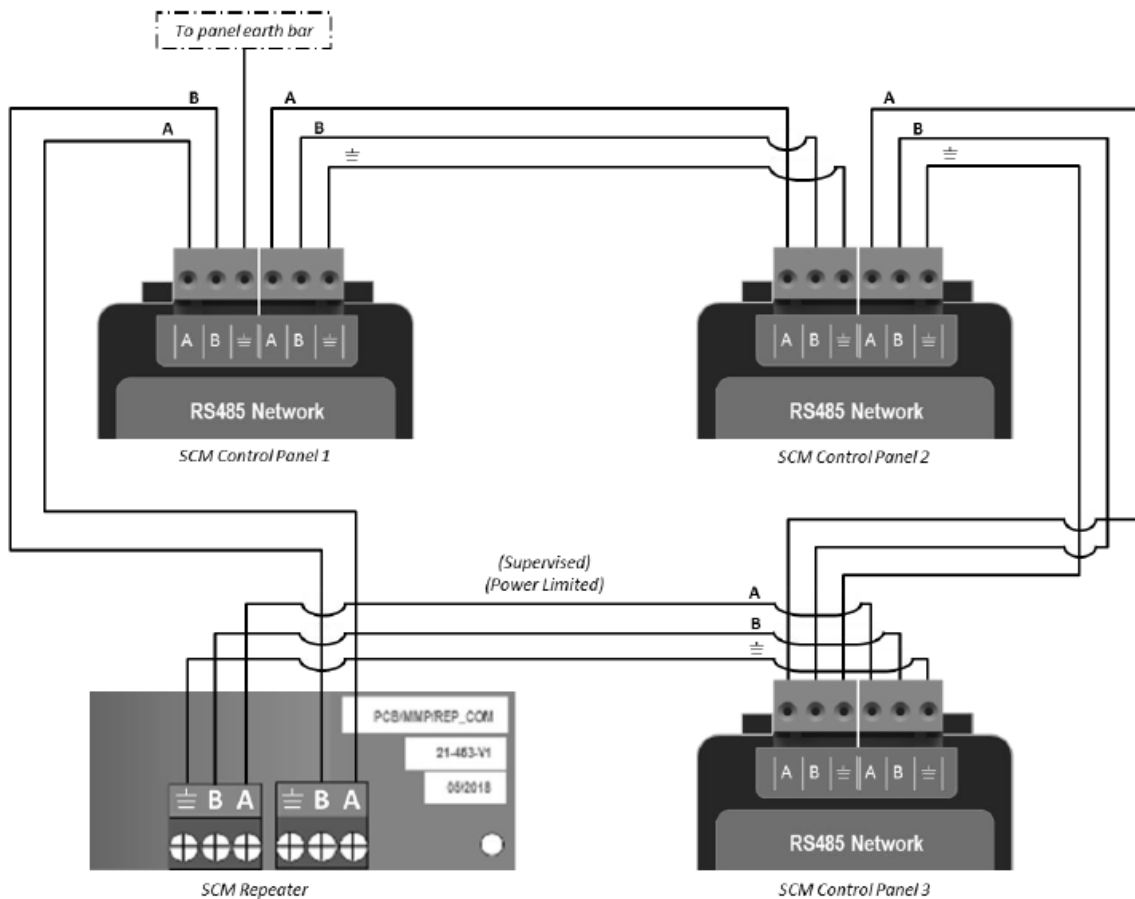 To panel earth bar
B
A
A
B
A
B
A B A B
RS485 Network
SCM Control Panel 1
A B A B
RS485 Network
SCM Control Panel 2
(Supervised)
(Power Limited)
A
B
PCB/MMP/REP_COM
21-463-V1
05/2018
B A B A
SCM Repeater
A B A B
RS485 Network
SCM Control Panel 3